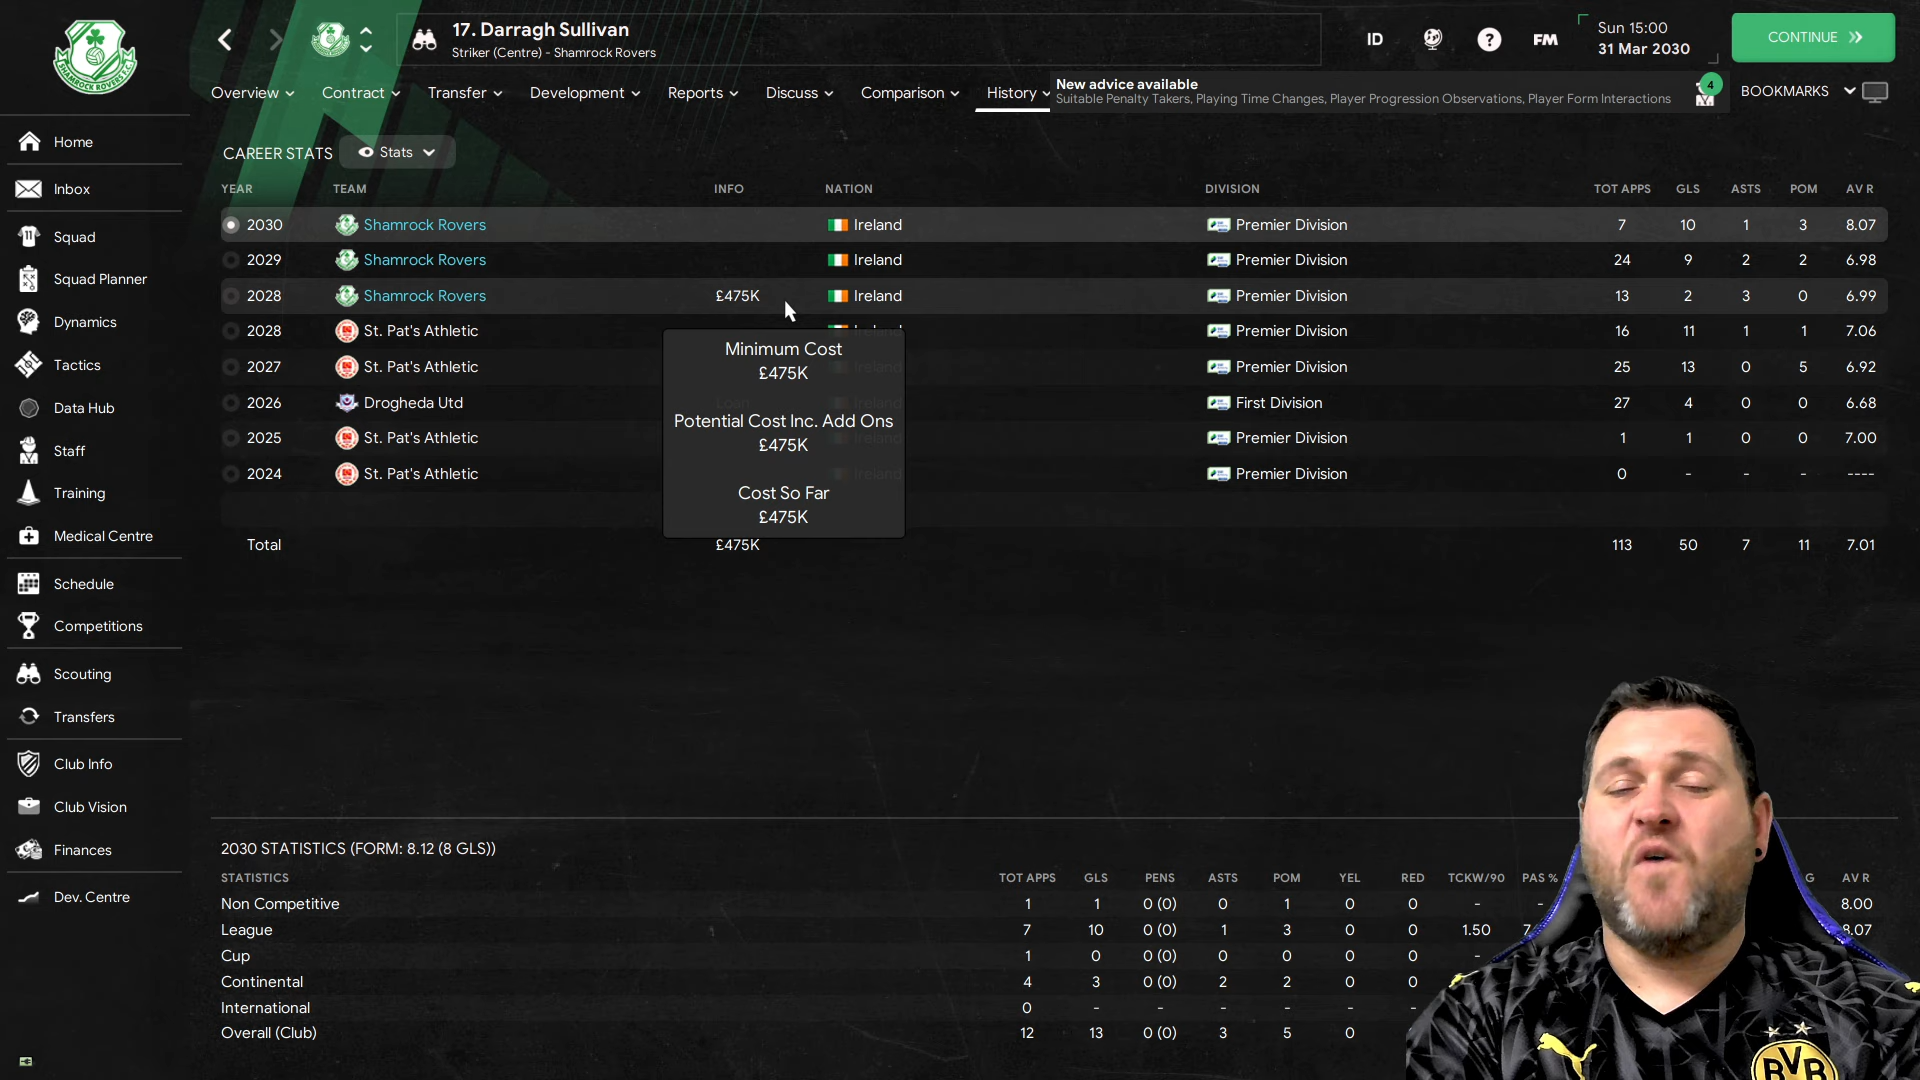 17. Darragh Sullivan
Striker (Centre) - Shamrock Rovers
ID
FM
Sun 15:00
31 Mar 2030
CONTINUE
Overview
Contract
Transfer
Development
Reports
Discuss
Comparison
History
New advice available
Suitable Penalty Takers, Playing Time Changes, Player Progression Observations, Player Form Interactions
4
BOOKMARKS
Home
Inbox
Squad
Squad Planner
Dynamics
Tactics
Data Hub
Staff
Training
Medical Centre
Schedule
Competitions
Scouting
Transfers
Club Info
Club Vision
Finances
Dev. Centre
CAREER STATS Stats
YEAR TEAM INFO NATION DIVISION TOT APPS GLS ASTS POM AV R
2030 Shamrock Rovers Ireland Premier Division 7 10 1 3 8.07
2029 Shamrock Rovers Ireland Premier Division 24 9 2 2 6.98
2028 Shamrock Rovers £475K Ireland Premier Division 13 2 3 0 6.99
2028 St. Pat's Athletic Ireland Premier Division 16 11 1 1 7.06
2027 St. Pat's Athletic Ireland Premier Division 25 13 0 5 6.92
2026 Drogheda Utd Loan Ireland First Division 27 4 0 0 6.68
2025 St. Pat's Athletic Ireland Premier Division 1 1 0 0 7.00
2024 St. Pat's Athletic Ireland Premier Division 0 - - - ----
Total £475K 113 50 7 11 7.01
Minimum Cost
£475K
Potential Cost Inc. Add Ons
£475K
Cost So Far
£475K
2030 STATISTICS (FORM: 8.12 (8 GLS))
STATISTICS TOT APPS GLS PENS ASTS POM YEL RED TCKW/90 PAS % G AV R
Non Competitive 1 1 0 (0) 0 1 0 0 - - 8.00
League 7 10 0 (0) 1 3 0 0 1.50 7 8.07
Cup 1 0 0 (0) 0 0 0 0 -
Continental 4 3 0 (0) 2 2 0 0
International 0 - - - - - -
Overall (Club) 12 13 0 (0) 3 5 0
SHAMROCK ROVERS F.C.
BVB